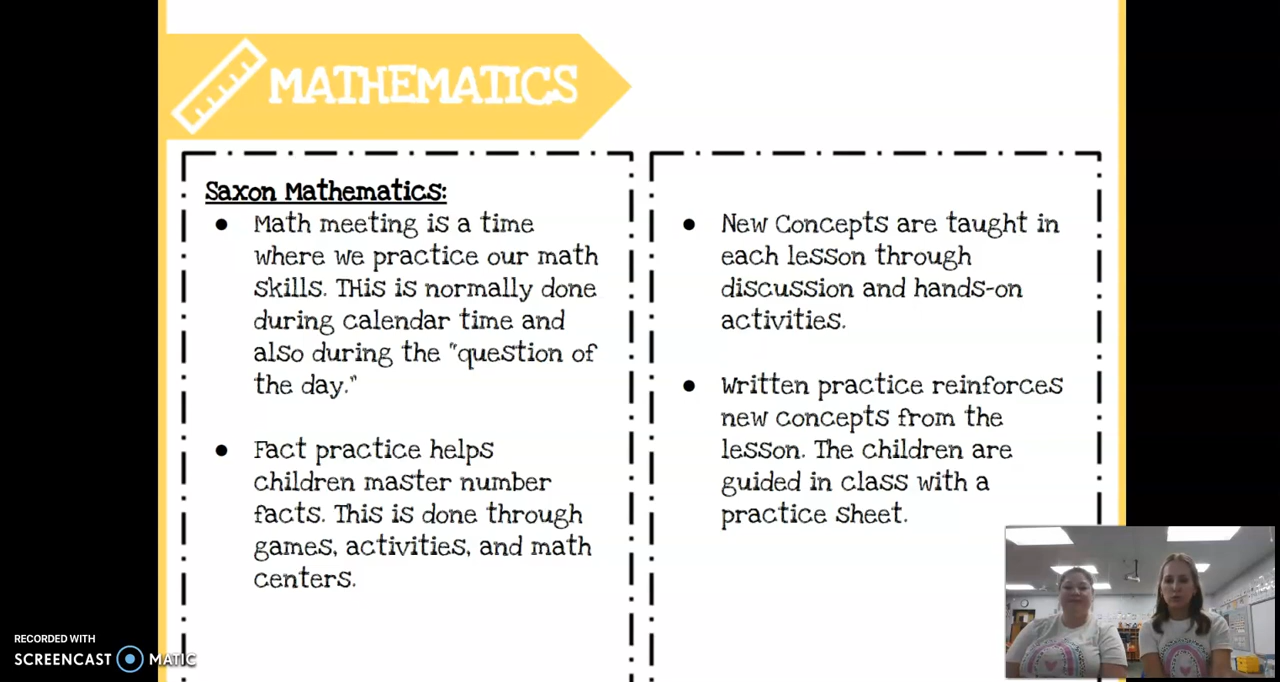 MATHEMATICS
Saxon Mathematics:
● Math meeting is a time
where we practice our math
skills. THis is normally done
during calendar time and
also during the "question of
the day."
● Fact practice helps
children master number
facts. This is done through
games, activities, and math
centers.
● New Concepts are taught in
each lesson through
discussion and hands-on
activities.
● Written practice reinforces
new concepts from the
lesson. The children are
guided in class with a
practice sheet.
RECORDED WITH
SCREENCAST MATIC